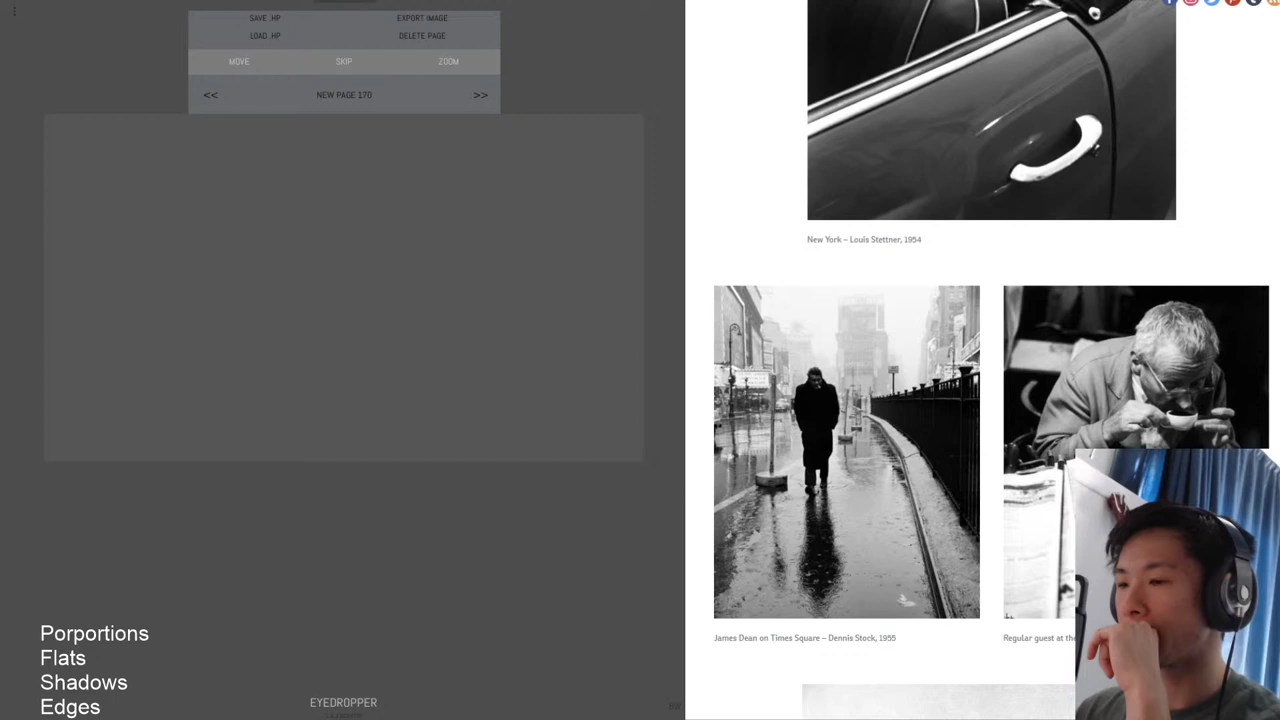 SAVE .HP
EXPORT IMAGE
LOAD .HP
DELETE PAGE
MOVE
SKIP
ZOOM
<<
NEW PAGE 170
>>
New York – Louis Stettner, 1954
James Dean on Times Square – Dennis Stock, 1955
Regular guest at the
Porportions
Flats
Shadows
Edges
EYEDROPPER